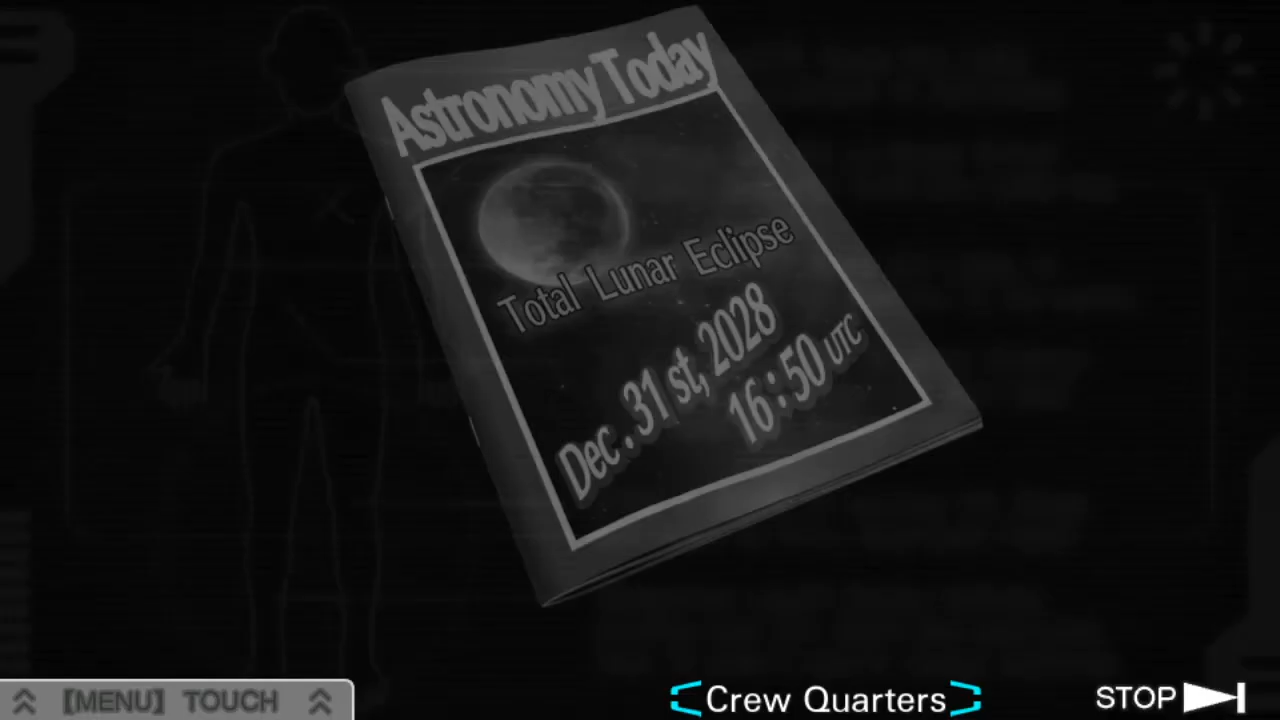 Astronomy Today
Total Lunar Eclipse
Dec. 31 st, 2028
16:50 UTC
[MENU] TOUCH
Crew Quarters
STOP